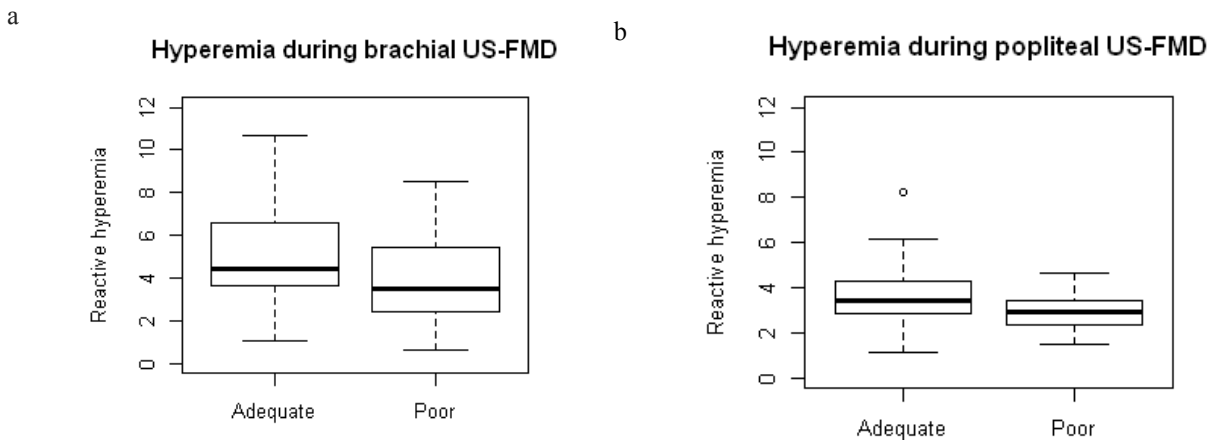 a
Hyperemia during brachial US-FMD
Reactive hyperemia
12
10
8
6
4
2
0
Adequate Poor
b
Hyperemia during popliteal US-FMD
Reactive hyperemia
12
10
8
6
4
2
0
Adequate Poor